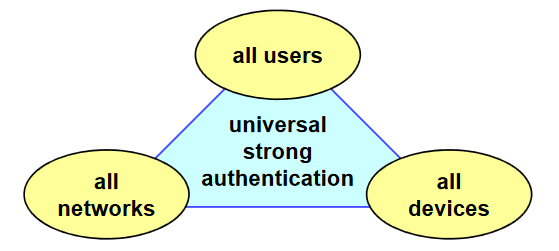 all users
universal
strong
authentication
all
networks
all
devices